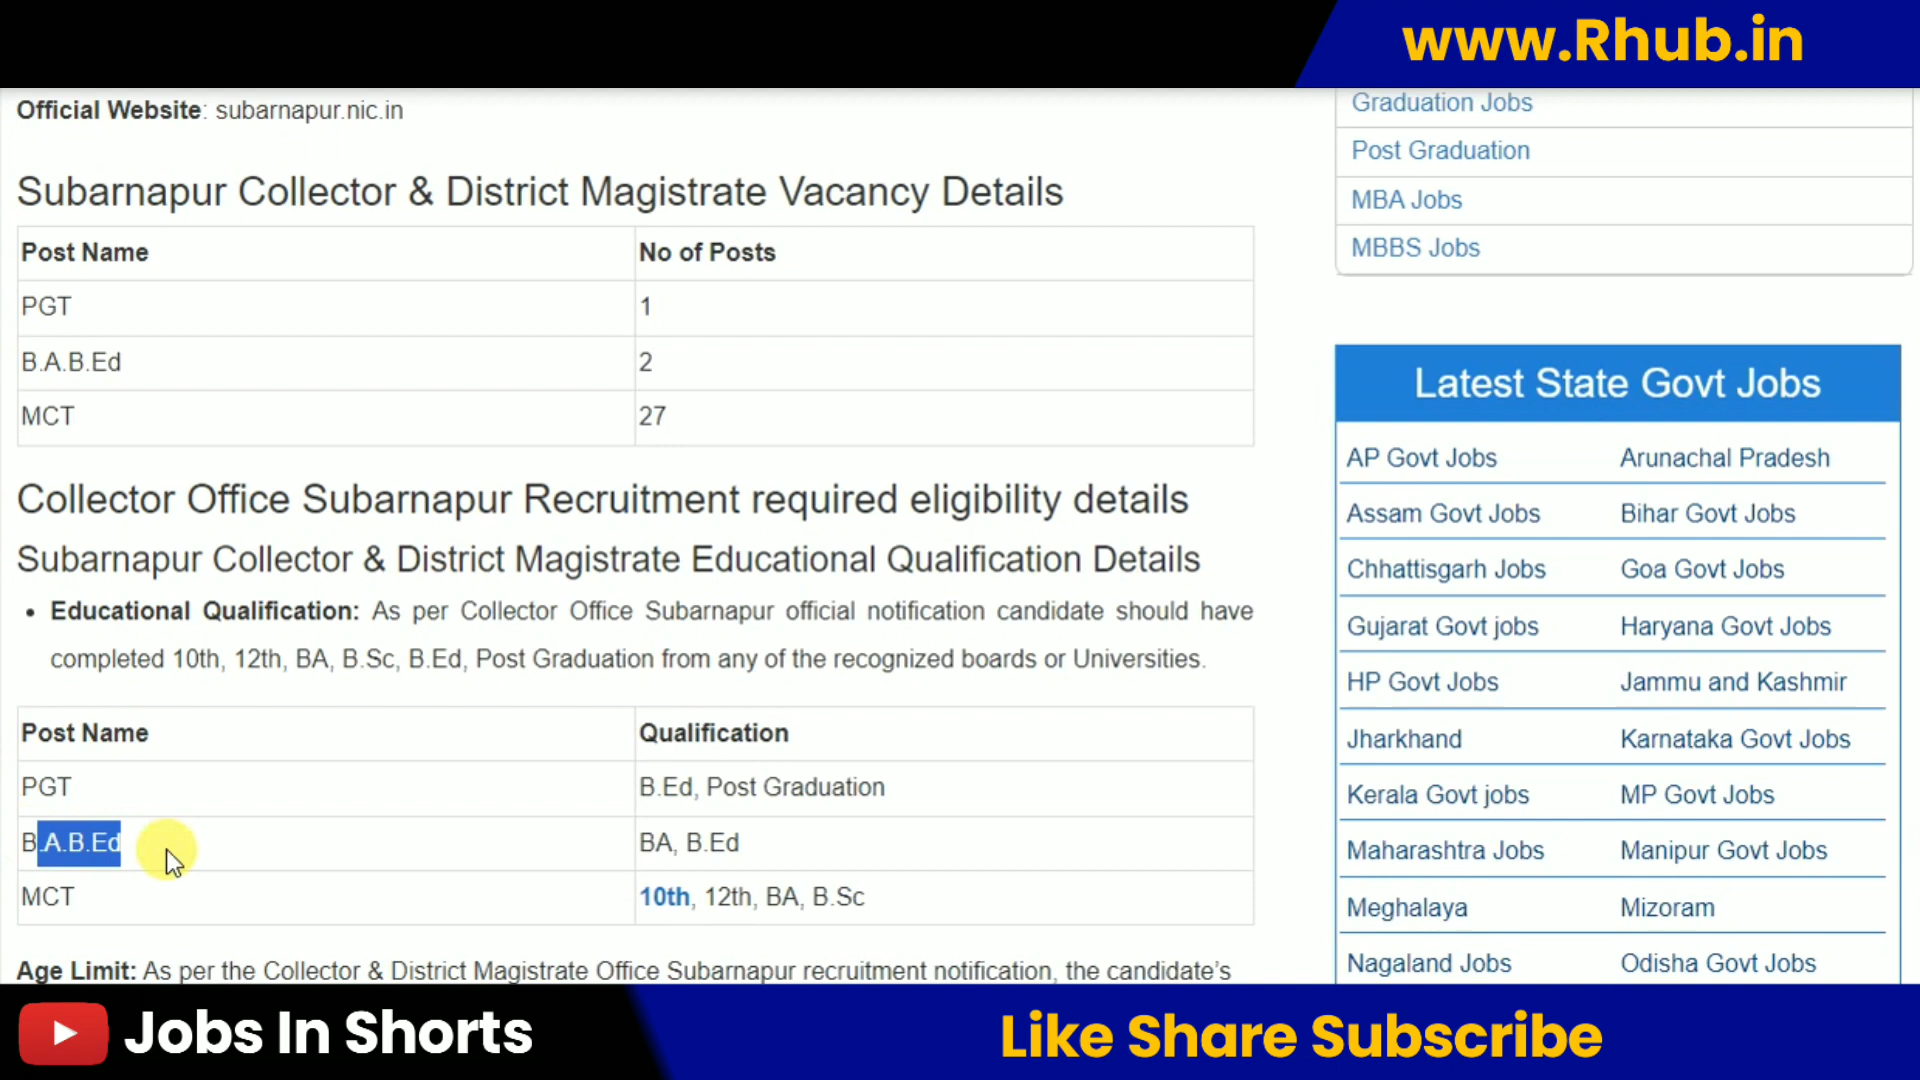 www.Rhub.in
Official Website: subarnapur.nic.in
Subarnapur Collector & District Magistrate Vacancy Details
Post Name No of Posts
PGT 1
B.A.B.Ed 2
MCT 27
Collector Office Subarnapur Recruitment required eligibility details
Subarnapur Collector & District Magistrate Educational Qualification Details
• Educational Qualification: As per Collector Office Subarnapur official notification candidate should have
completed 10th, 12th, BA, B.Sc, B.Ed, Post Graduation from any of the recognized boards or Universities.
Post Name Qualification
PGT B.Ed, Post Graduation
B.A.B.Ed BA, B.Ed
MCT 10th, 12th, BA, B.Sc
Age Limit: As per the Collector & District Magistrate Office Subarnapur recruitment notification, the candidate's
Graduation Jobs
Post Graduation
MBA Jobs
MBBS Jobs
Latest State Govt Jobs
AP Govt Jobs Arunachal Pradesh
Assam Govt Jobs Bihar Govt Jobs
Chhattisgarh Jobs Goa Govt Jobs
Gujarat Govt jobs Haryana Govt Jobs
HP Govt Jobs Jammu and Kashmir
Jharkhand Karnataka Govt Jobs
Kerala Govt jobs MP Govt Jobs
Maharashtra Jobs Manipur Govt Jobs
Meghalaya Mizoram
Nagaland Jobs Odisha Govt Jobs
Jobs In Shorts
Like Share Subscribe